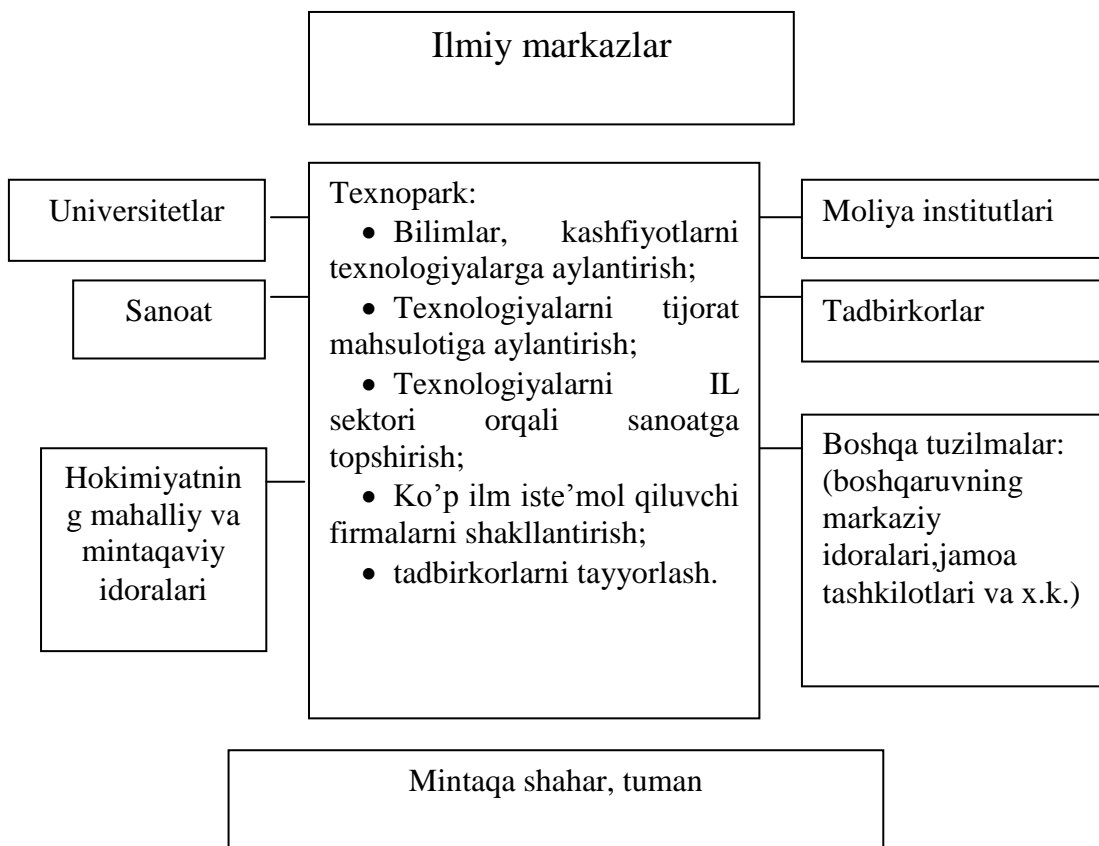 Ilmiy markazlar
Universitetlar
Sanoat
Hokimiyatnin
g mahalliy va
mintaqaviy
idoralari
Texnopark:
• Bilimlar, kashfiyotlarni
texnologiyalarga aylantirish;
• Texnologiyalarni tijorat
mahsulotiga aylantirish;
• Texnologiyalarni IL
sektori orqali sanoatga
topshirish;
• Ko’p ilm iste’mol qiluvchi
firmalarni shakllantirish;
• tadbirkorlarni tayyorlash.
Moliya institutlari
Tadbirkorlar
Boshqa tuzilmalar:
(boshqaruvning
markaziy
idoralari,jamoa
tashkilotlari va x.k.)
Mintaqa shahar, tuman